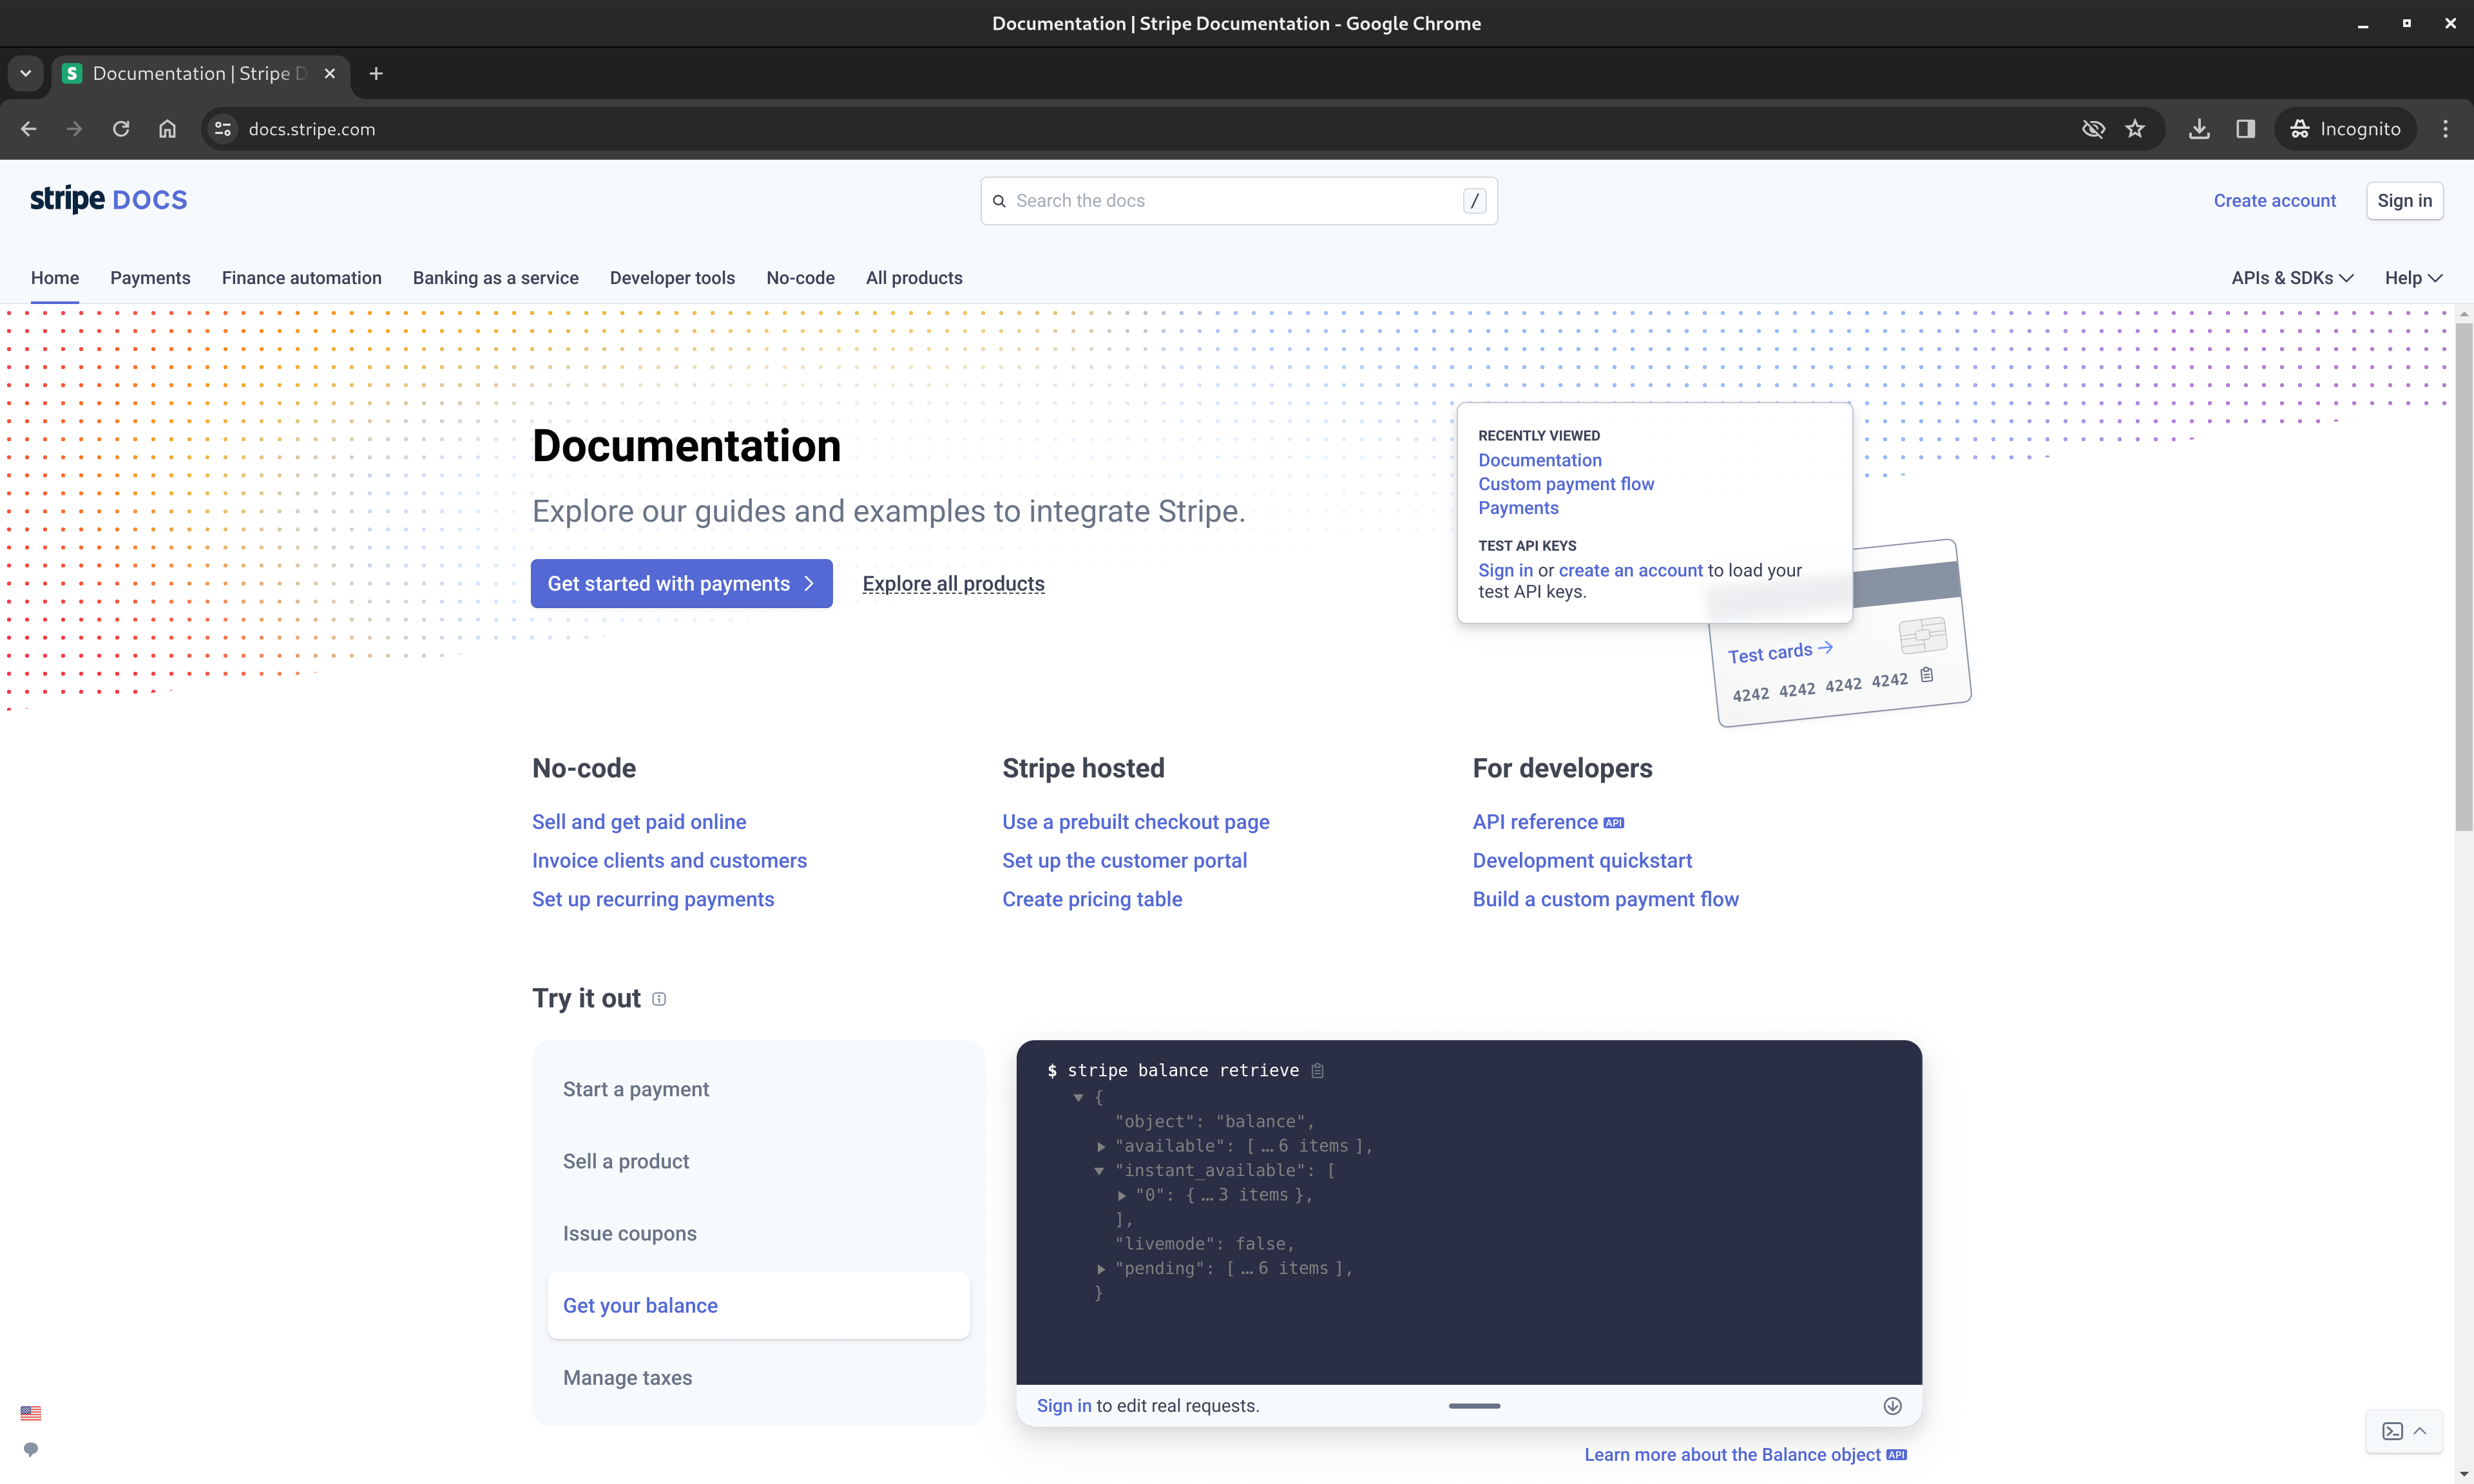 Documentation | Stripe Documentation - Google Chrome
Documentation | Stripe D
docs.stripe.com
Incognito
stripe DOCS
Search the docs
/
Create account
Sign in
Home
Payments
Finance automation
Banking as a service
Developer tools
No-code
All products
APIs & SDKs
Help
Documentation
Explore our guides and examples to integrate Stripe.
Get started with payments
Explore all products
RECENTLY VIEWED
Documentation
Custom payment flow
Payments
TEST API KEYS
Sign in or create an account to load your
test API keys.
Test cards →
4242 4242 4242 4242
No-code
Sell and get paid online
Invoice clients and customers
Set up recurring payments
Stripe hosted
Use a prebuilt checkout page
Set up the customer portal
Create pricing table
For developers
API reference API
Development quickstart
Build a custom payment flow
Try it out
Start a payment
Sell a product
Issue coupons
Get your balance
Manage taxes
$ stripe balance retrieve
{
"object": "balance",
"available": [ … 6 items ],
"instant_available": [
"0": { … 3 items },
],
"livemode": false,
"pending": [ … 6 items ],
}
Sign in to edit real requests.
Learn more about the Balance object API